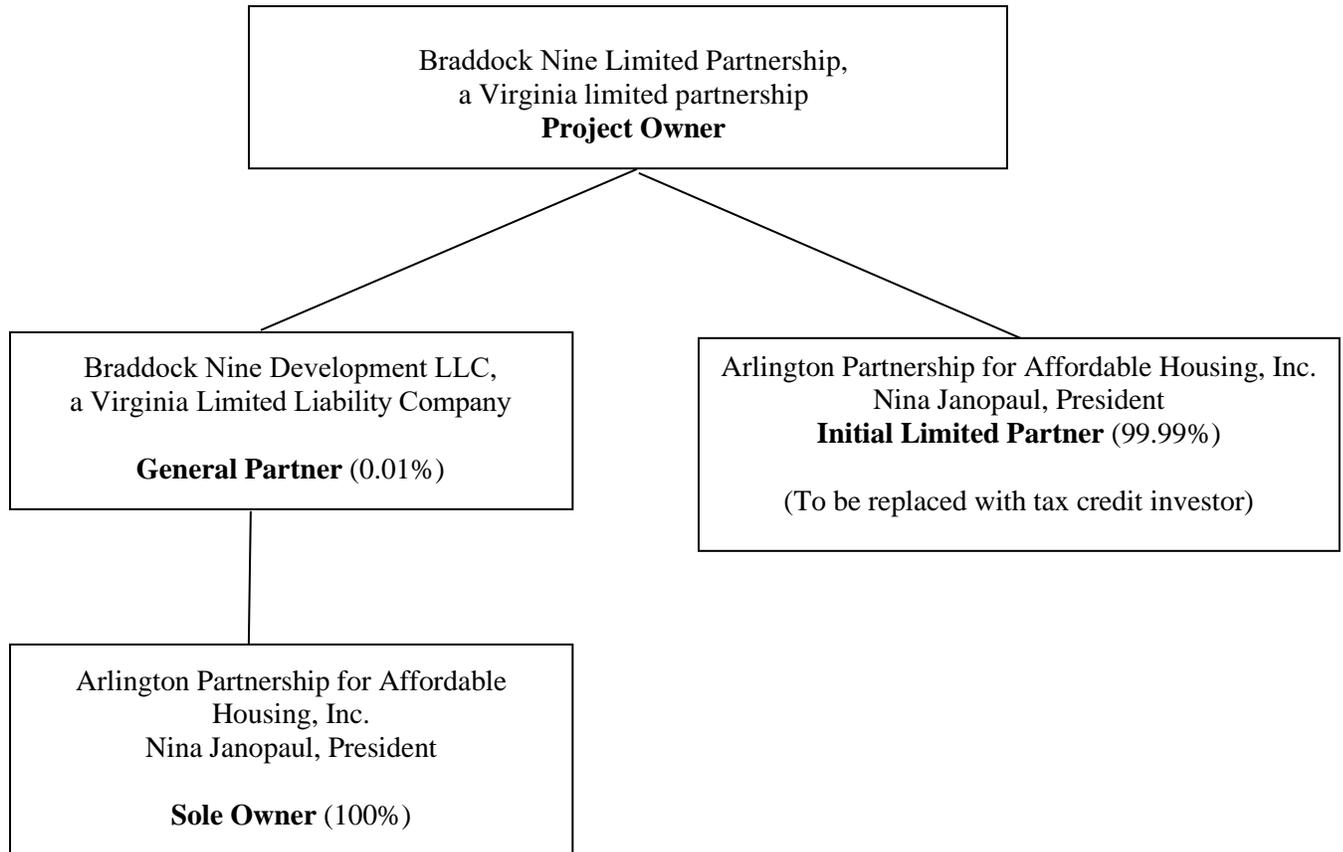 Braddock Nine Limited Partnership,
a Virginia limited partnership
Project Owner
Braddock Nine Development LLC,
a Virginia Limited Liability Company
General Partner (0.01%)
Arlington Partnership for Affordable Housing, Inc.
Nina Janopaul, President
Initial Limited Partner (99.99%)
(To be replaced with tax credit investor)
Arlington Partnership for Affordable
Housing, Inc.
Nina Janopaul, President
Sole Owner (100%)